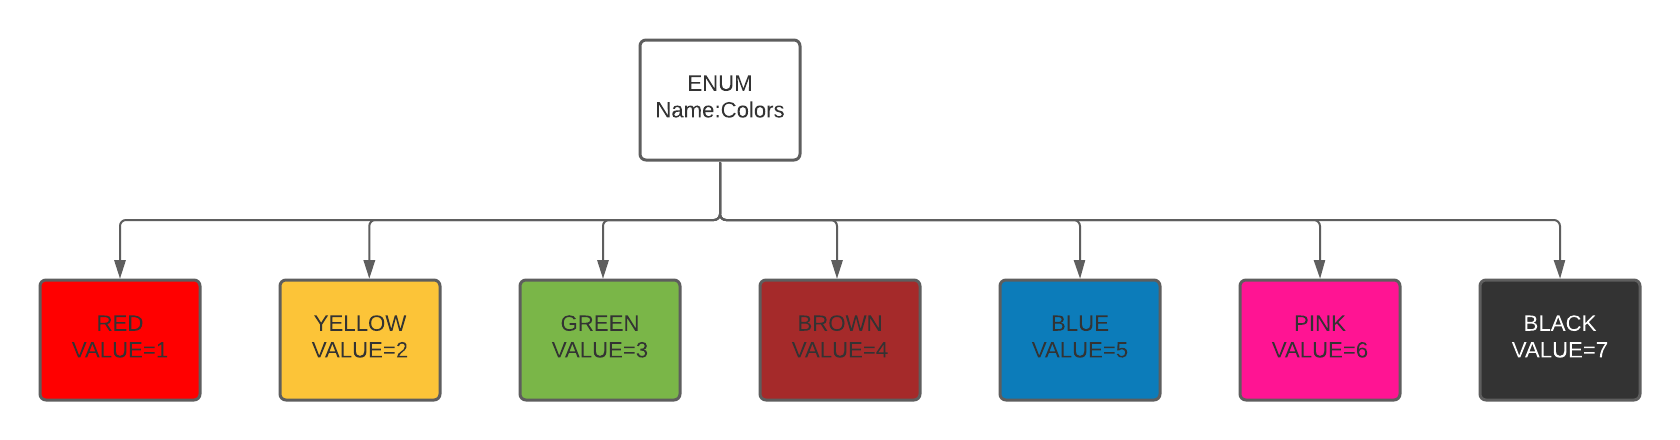 ENUM
Name:Colors
RED
VALUE=1
YELLOW
VALUE=2
GREEN
VALUE=3
BROWN
VALUE=4
BLUE
VALUE=5
PINK
VALUE=6
BLACK
VALUE=7